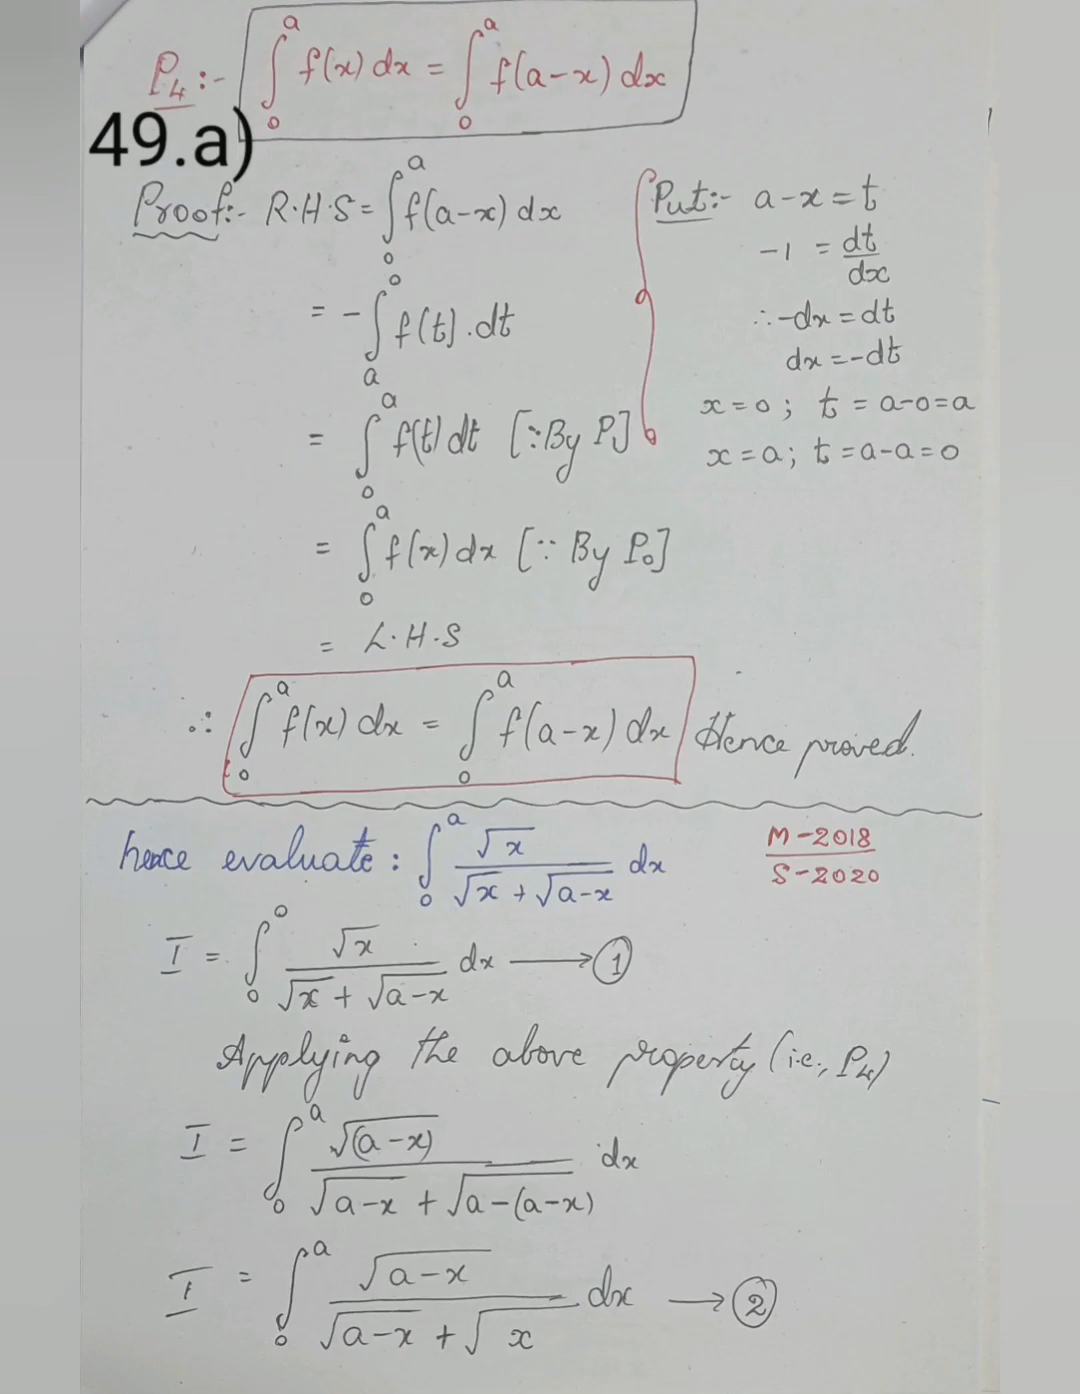 P₄:- ∫₀ᵃ f(x) dx = ∫₀ᵃ f(a-x) dx
49.a)
Proof:- R.H.S = ∫₀ᵃ f(a-x) dx
= - ∫ₐ⁰ f(t).dt
= ∫₀ᵃ f(t) dt [∵By P₁]
= ∫₀ᵃ f(x) dx [∵ By P₀]
= L.H.S
Put:- a-x = t
-1 = dt/dx
∴ -dx = dt
dx = -dt
x = 0; t = a-0 = a
x = a; t = a-a = 0
∴ ∫₀ᵃ f(x) dx = ∫₀ᵃ f(a-x) dx Hence proved.
hence evaluate: ∫₀ᵃ √x / (√x + √(a-x)) dx
M-2018
S-2020
I = ∫₀⁰ √x / (√x + √(a-x)) dx ⟶ ①
Applying the above property (i.e., P₄)
I = ∫₀ᵃ √(a-x) / (√(a-x) + √(a-(a-x))) dx
I = ∫₀ᵃ √(a-x) / (√(a-x) + √x) dx ⟶ ②